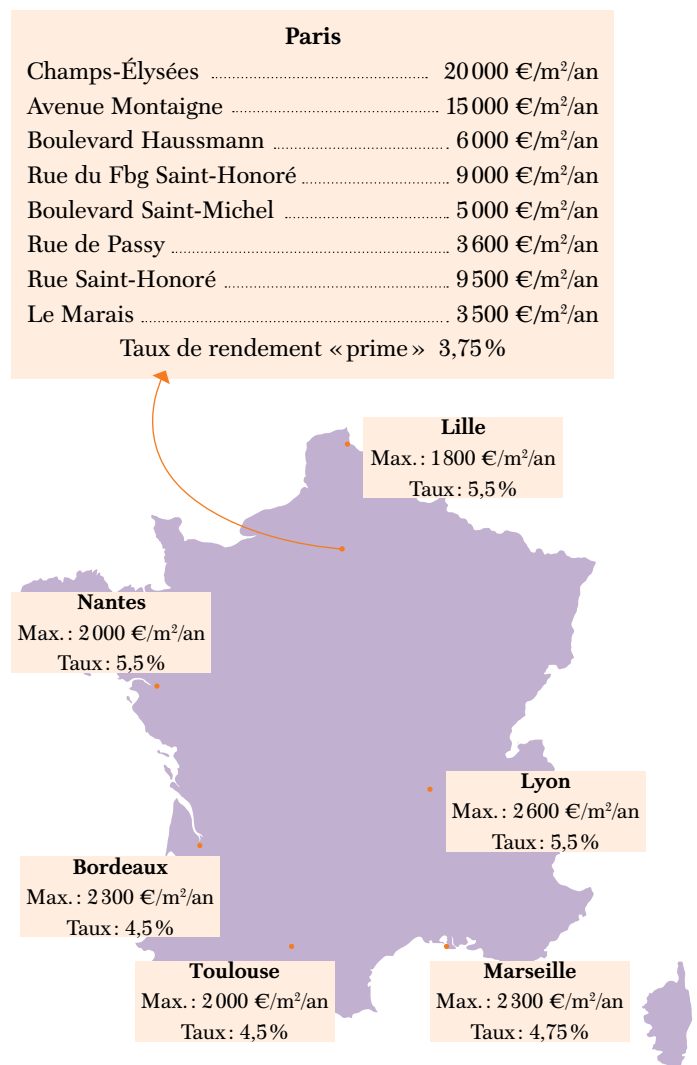 Paris
Champs-Élysées ........ 20 000 €/m²/an
Avenue Montaigne ........ 15 000 €/m²/an
Boulevard Haussmann ........ 6 000 €/m²/an
Rue du Fbg Saint-Honoré ........ 9 000 €/m²/an
Boulevard Saint-Michel ........ 5 000 €/m²/an
Rue de Passy ........ 3 600 €/m²/an
Rue Saint-Honoré ........ 9 500 €/m²/an
Le Marais ........ 3 500 €/m²/an
Taux de rendement « prime » 3,75 %
Lille
Max. : 1 800 €/m²/an
Taux : 5,5 %
Nantes
Max. : 2 000 €/m²/an
Taux : 5,5 %
Lyon
Max. : 2 600 €/m²/an
Taux : 5,5 %
Bordeaux
Max. : 2 300 €/m²/an
Taux : 4,5 %
Toulouse
Max. : 2 000 €/m²/an
Taux : 4,5 %
Marseille
Max. : 2 300 €/m²/an
Taux : 4,75 %